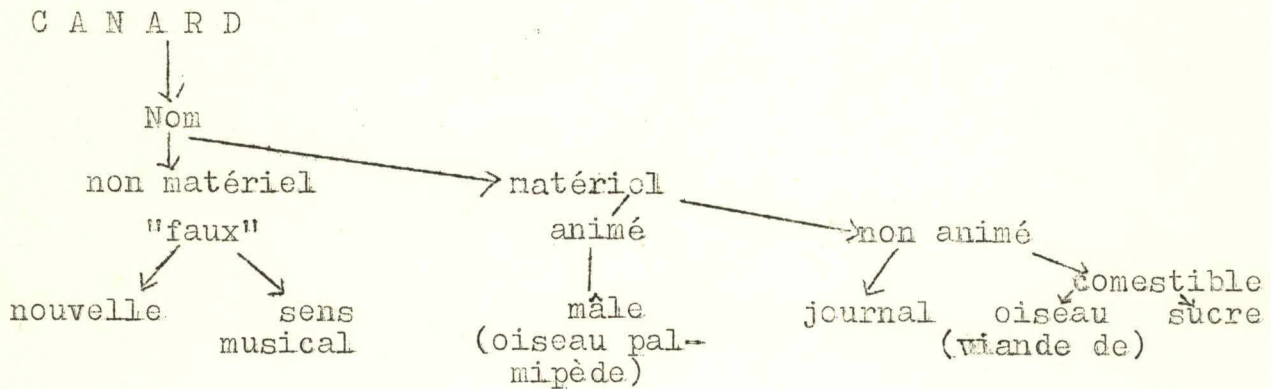 C A N A R D
Nom
non matériel matériel
"faux" animé non animé
comestible
nouvelle sens mâle journal oiseau sucre
musical (oiseau pal- (viande de)
mipède)